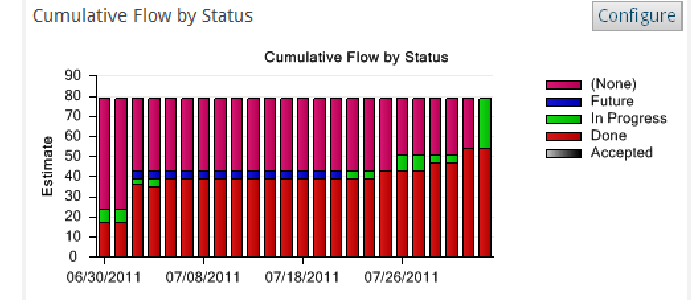 Cumulative Flow by Status
Configure
Cumulative Flow by Status
Estimate
90
80
70
60
50
40
30
20
10
0
06/30/2011 07/08/2011 07/18/2011 07/26/2011
(None)
Future
In Progress
Done
Accepted